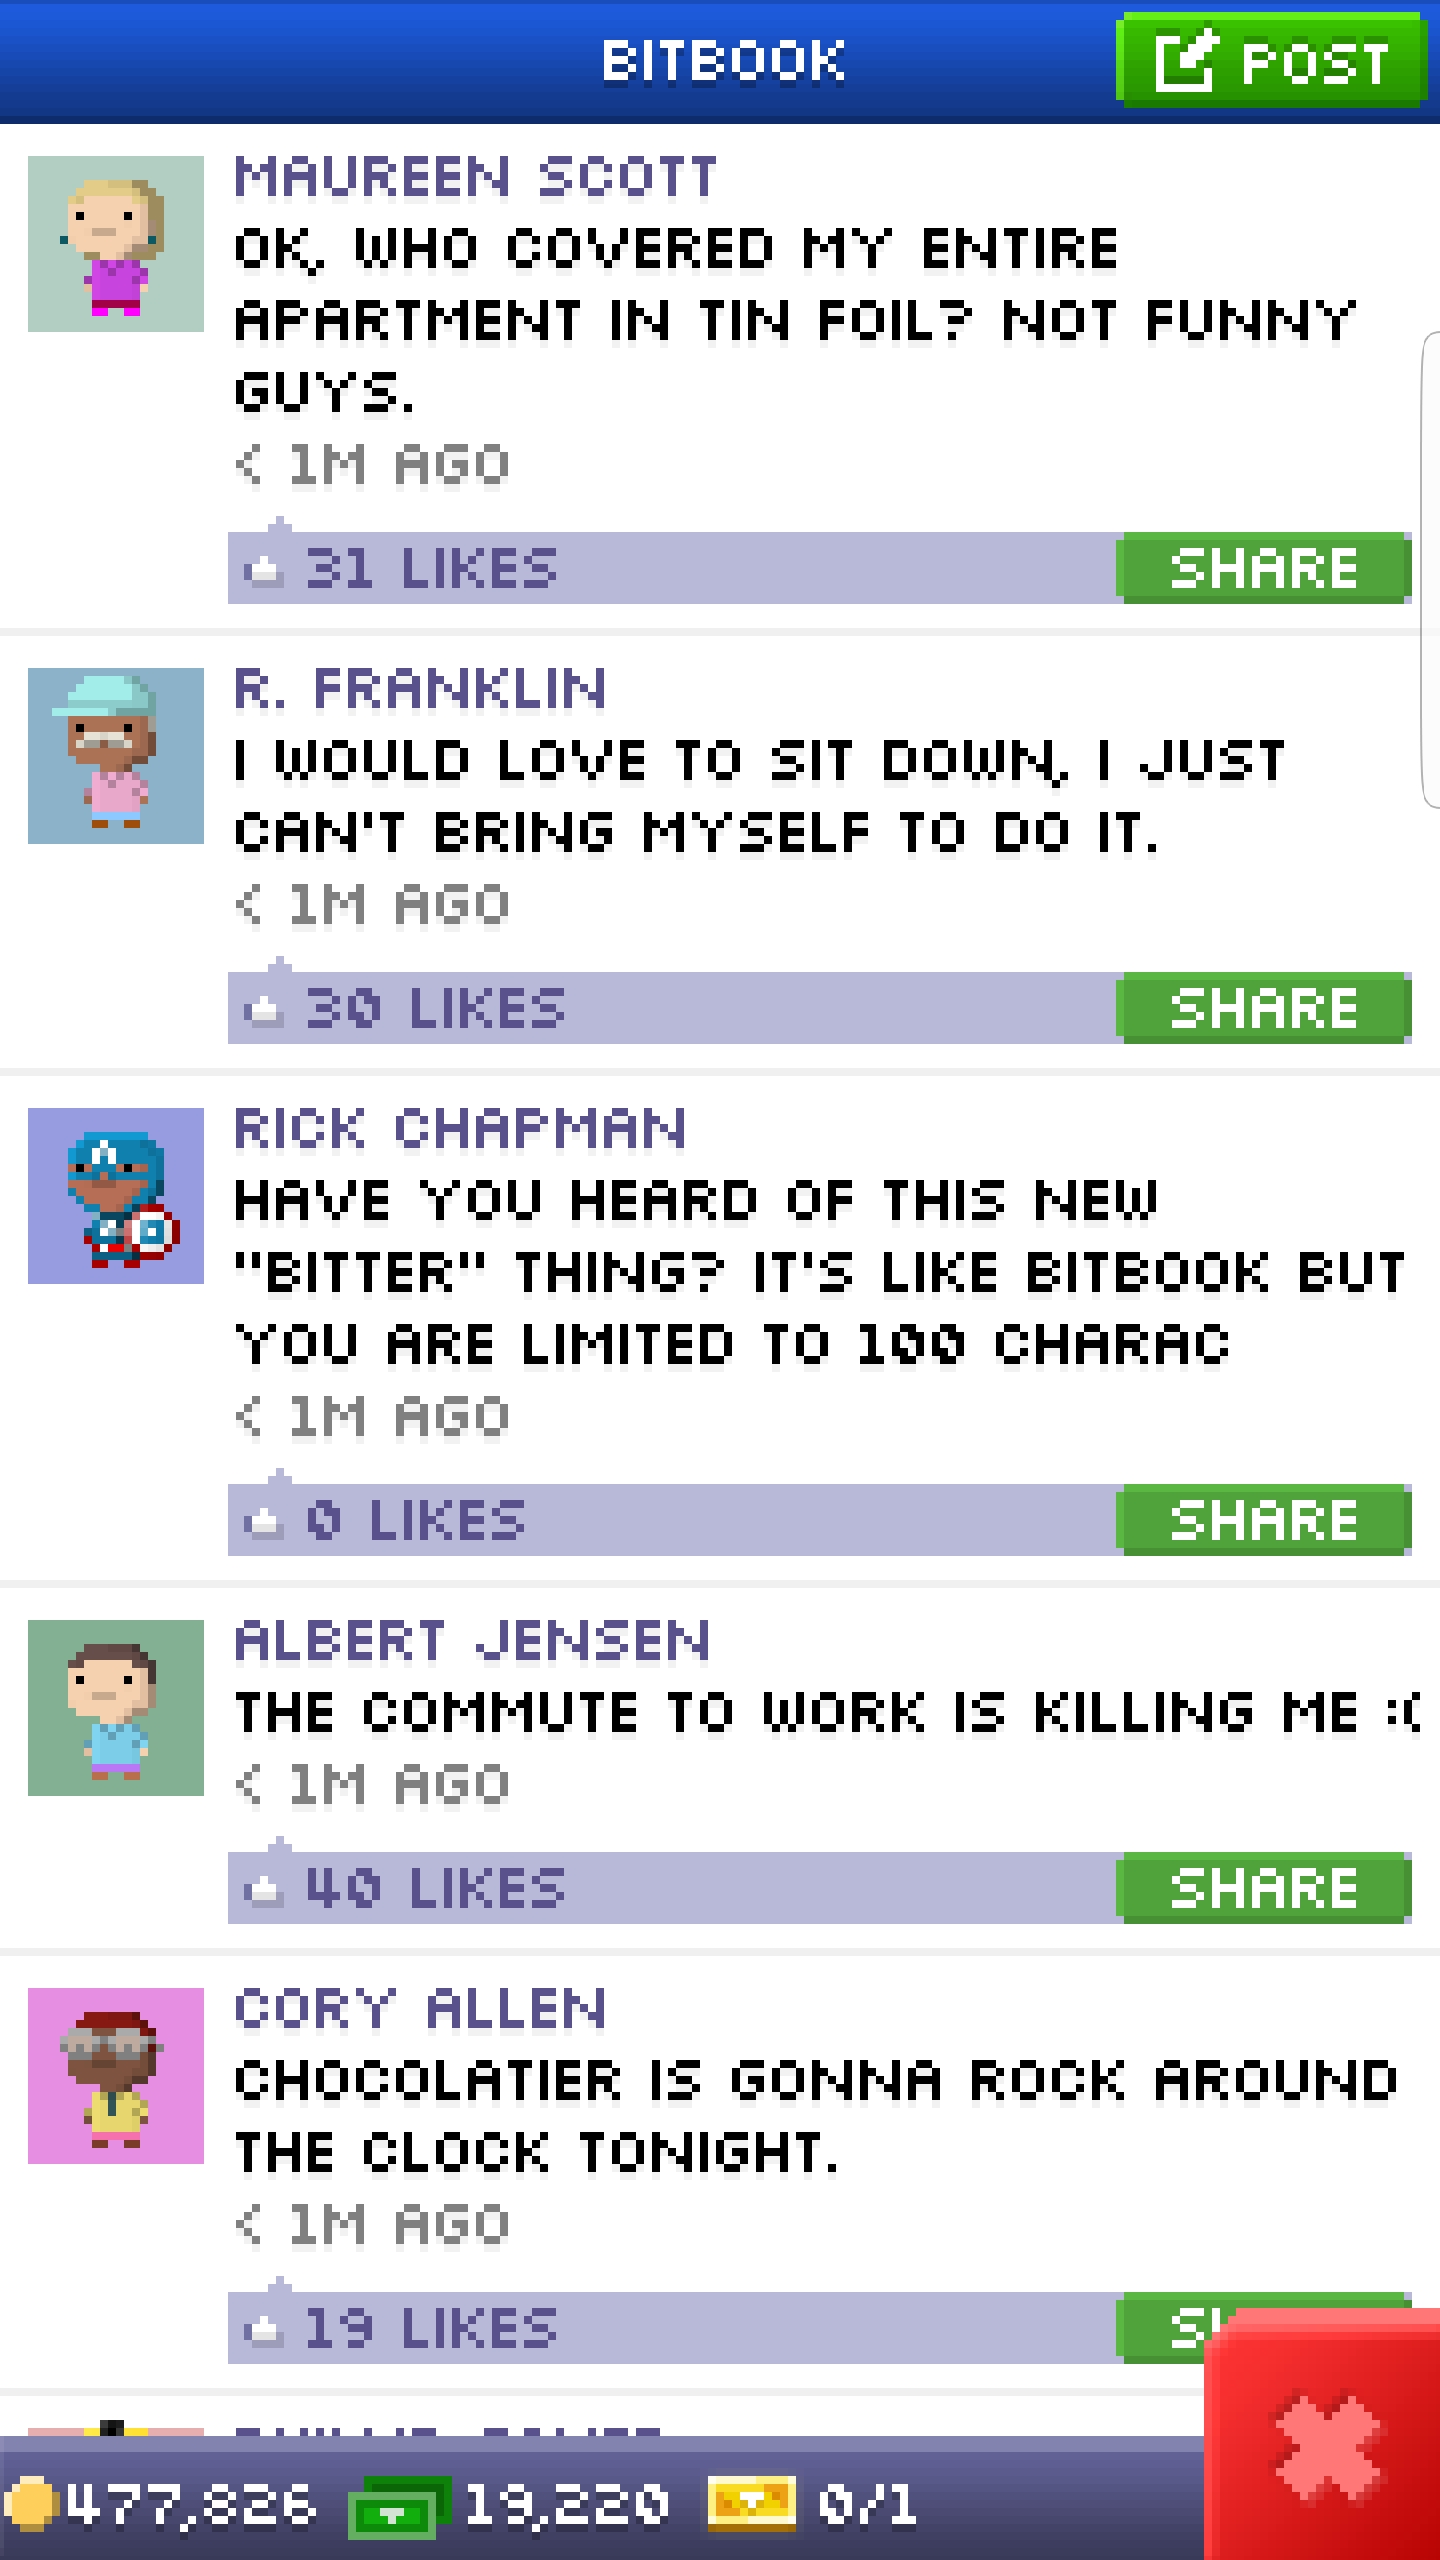 BITBOOK
POST
MAUREEN SCOTT
OK, WHO COVERED MY ENTIRE
APARTMENT IN TIN FOIL? NOT FUNNY
GUYS.
< 1M AGO
31 LIKES
SHARE
R. FRANKLIN
I WOULD LOVE TO SIT DOWN, I JUST
CAN'T BRING MYSELF TO DO IT.
< 1M AGO
30 LIKES
SHARE
RICK CHAPMAN
HAVE YOU HEARD OF THIS NEW
"BITTER" THING? IT'S LIKE BITBOOK BUT
YOU ARE LIMITED TO 100 CHARAC
< 1M AGO
0 LIKES
SHARE
ALBERT JENSEN
THE COMMUTE TO WORK IS KILLING ME :(
< 1M AGO
40 LIKES
SHARE
CORY ALLEN
CHOCOLATIER IS GONNA ROCK AROUND
THE CLOCK TONIGHT.
< 1M AGO
19 LIKES
477,826
19,220
0/1